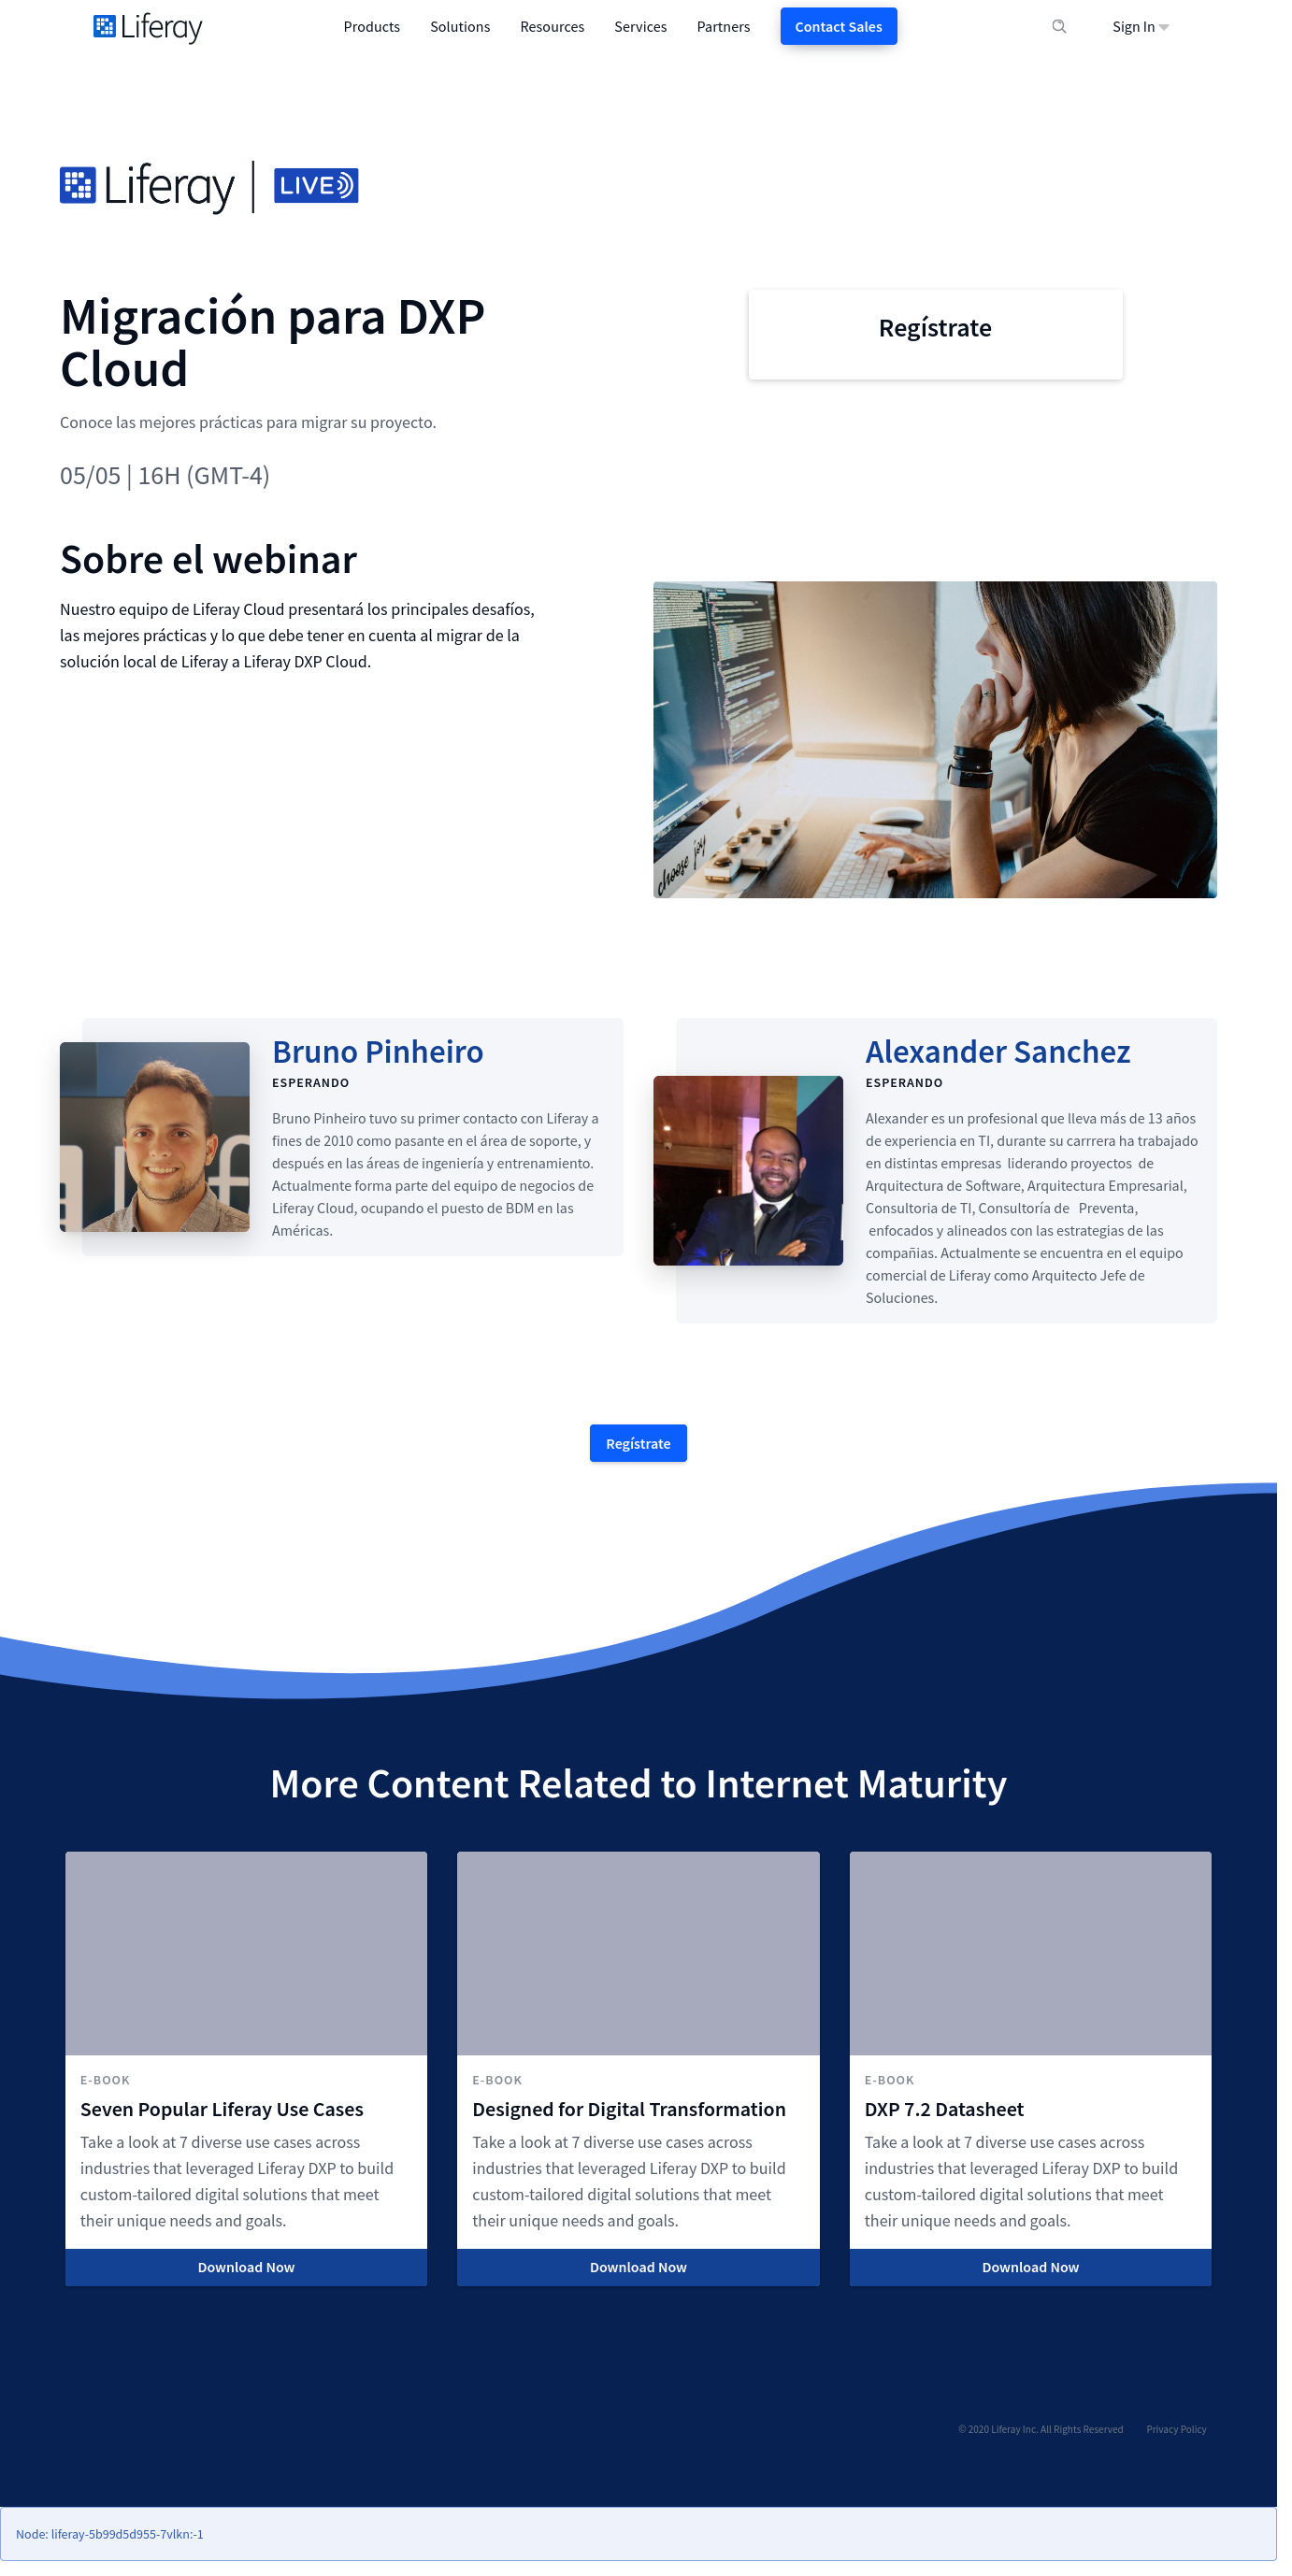 Liferay
Products Solutions Resources Services Partners Contact Sales Sign In
Liferay LIVE
Migración para DXP
Cloud
Conoce las mejores prácticas para migrar su proyecto.
05/05 | 16H (GMT-4)
Regístrate
Sobre el webinar
Nuestro equipo de Liferay Cloud presentará los principales desafíos,
las mejores prácticas y lo que debe tener en cuenta al migrar de la
solución local de Liferay a Liferay DXP Cloud.
choose joy
Bruno Pinheiro
ESPERANDO
Bruno Pinheiro tuvo su primer contacto con Liferay a
fines de 2010 como pasante en el área de soporte, y
después en las áreas de ingeniería y entrenamiento.
Actualmente forma parte del equipo de negocios de
Liferay Cloud, ocupando el puesto de BDM en las
Américas.
Alexander Sanchez
ESPERANDO
Alexander es un profesional que lleva más de 13 años
de experiencia en TI, durante su carrrera ha trabajado
en distintas empresas liderando proyectos de
Arquitectura de Software, Arquitectura Empresarial,
Consultoria de TI, Consultoría de Preventa,
enfocados y alineados con las estrategias de las
compañias. Actualmente se encuentra en el equipo
comercial de Liferay como Arquitecto Jefe de
Soluciones.
Regístrate
More Content Related to Internet Maturity
E-BOOK
Seven Popular Liferay Use Cases
Take a look at 7 diverse use cases across
industries that leveraged Liferay DXP to build
custom-tailored digital solutions that meet
their unique needs and goals.
Download Now
E-BOOK
Designed for Digital Transformation
Take a look at 7 diverse use cases across
industries that leveraged Liferay DXP to build
custom-tailored digital solutions that meet
their unique needs and goals.
Download Now
E-BOOK
DXP 7.2 Datasheet
Take a look at 7 diverse use cases across
industries that leveraged Liferay DXP to build
custom-tailored digital solutions that meet
their unique needs and goals.
Download Now
© 2020 Liferay Inc. All Rights Reserved Privacy Policy
Node: liferay-5b99d5d955-7vlkn:-1